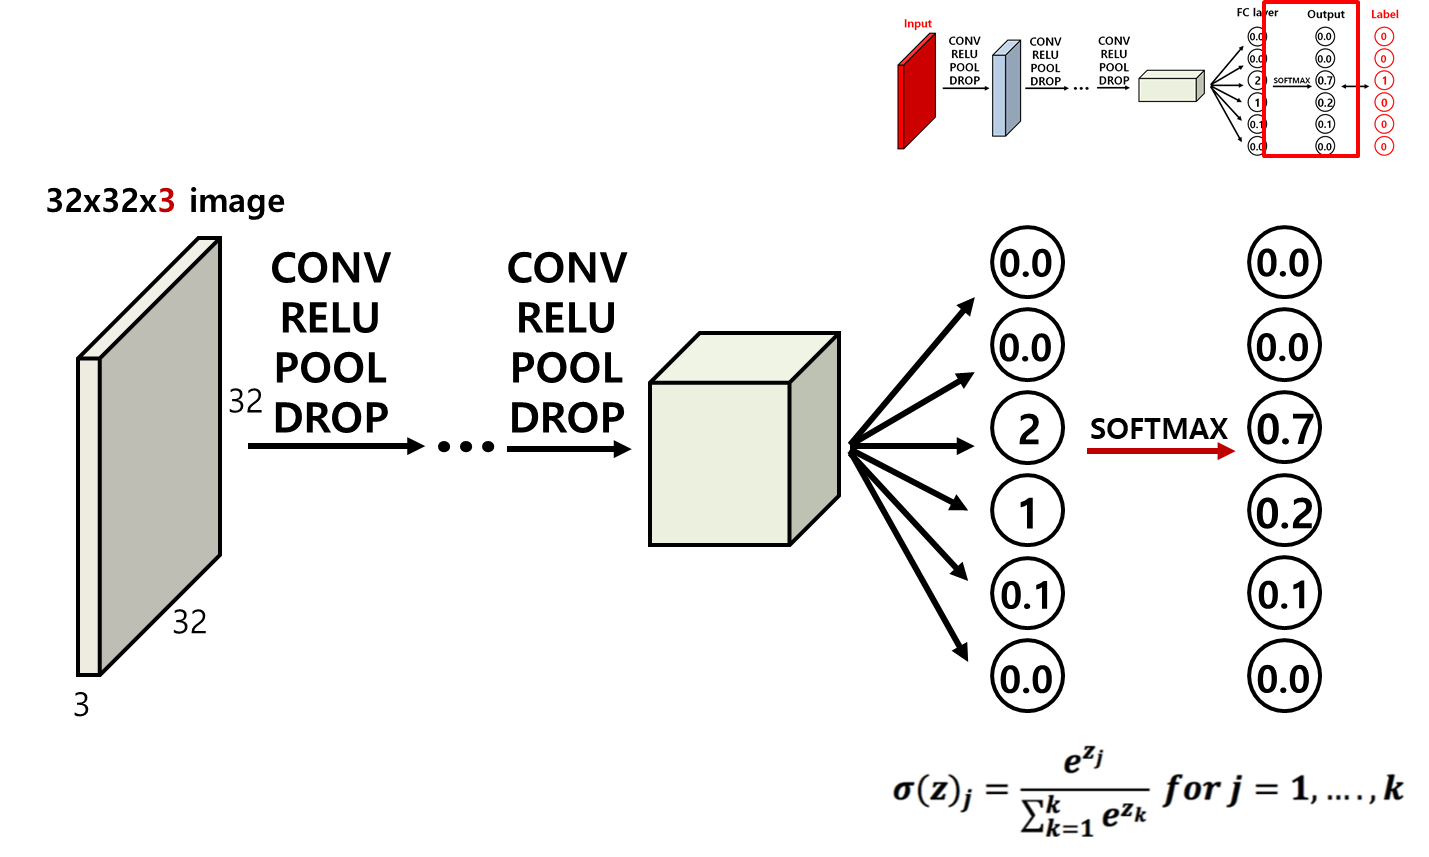 Input
CONV
RELU
POOL
DROP
CONV
RELU
POOL
DROP
...
CONV
RELU
POOL
DROP
FC layer
0.0
0.0
2
1
0.1
0.0
SOFTMAX
Output
0.0
0.0
0.7
0.2
0.1
0.0
Label
0
0
1
0
0
0
32x32x3 image
32
32
3
CONV
RELU
POOL
DROP
...
CONV
RELU
POOL
DROP
0.0
0.0
2
1
0.1
0.0
SOFTMAX
0.0
0.0
0.7
0.2
0.1
0.0
σ(z)_j = e^{z_j} / ∑_{k=1}^{k} e^{z_k} for j = 1, ...., k